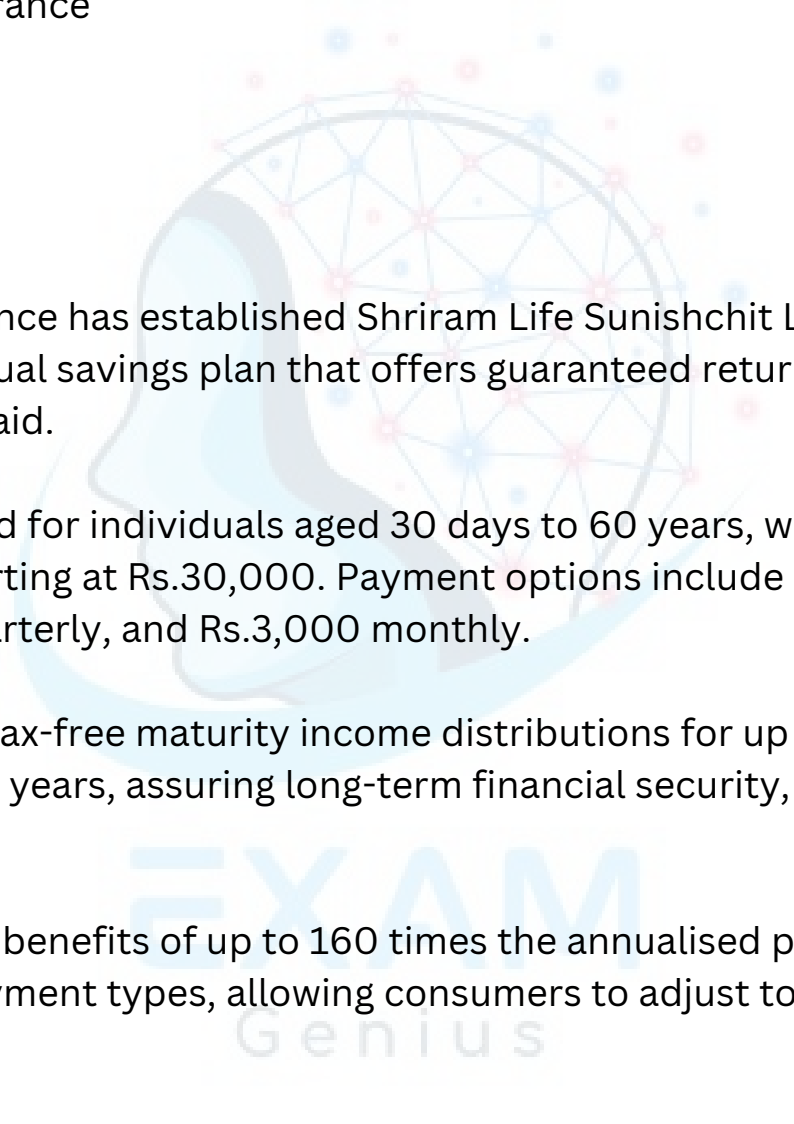 rance
nce has established Shriram Life Sunishchit L
ual savings plan that offers guaranteed retur
aid.
d for individuals aged 30 days to 60 years, w
rting at Rs.30,000. Payment options include
rterly, and Rs.3,000 monthly.
ax-free maturity income distributions for up
years, assuring long-term financial security,
EXAM
benefits of up to 160 times the annualised p
yment types, allowing consumers to adjust to
Genius